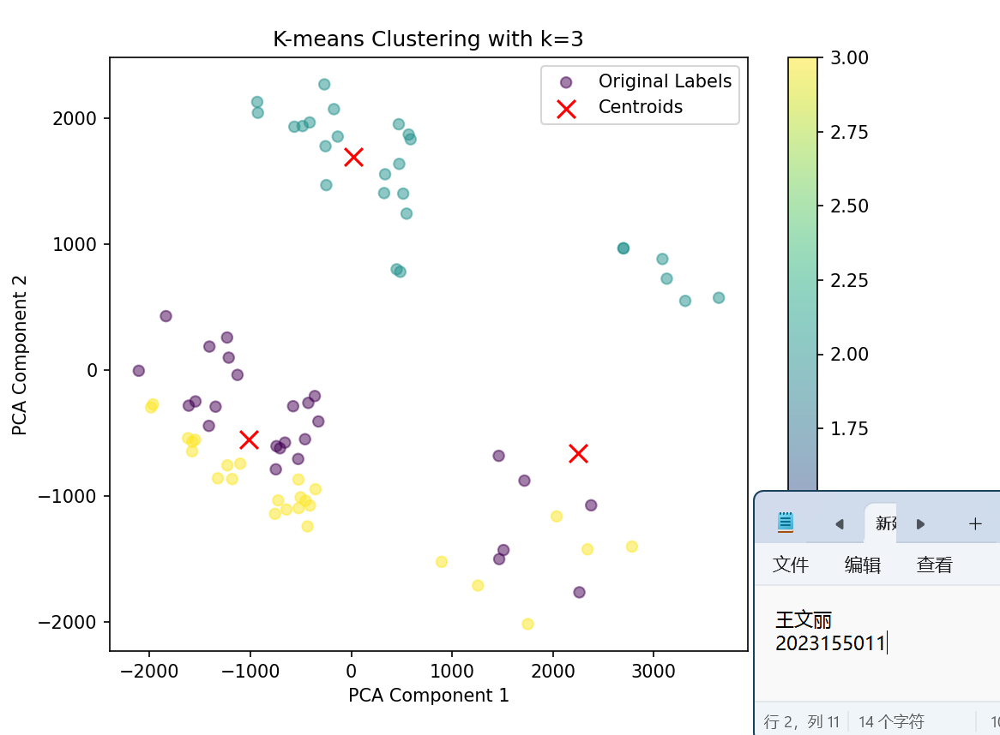 K-means Clustering with k=3
Original Labels
Centroids
PCA Component 2
2000
1000
0
−1000
−2000
−2000
−1000
0
1000
2000
3000
PCA Component 1
3.00
2.75
2.50
2.25
2.00
1.75
文件
编辑
查看
王文丽
2023155011
行 2，列 11
14 个字符